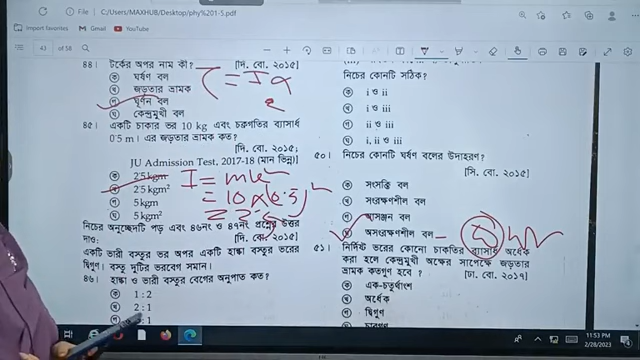 File
C:/Users/MAXHUB/Desktop/phy%201-5.pdf
Import favorites
Gmail
YouTube
43 of 58
৪৪। টর্কের অপর নাম কী? [দি. বো. ২০১৫]
ক ঘর্ষণ বল
খ জড়তার ভ্রামক
গ ঘূর্ণন বল
ঘ কেন্দ্রমুখী বল
τ = I α
৪৫। একটি চাকার ভর 10 kg এবং চক্রগতির ব্যাসার্ধ
0·5 m। এর জড়তার ভ্রামক কত?
[দি. বো. ২০১৫;
JU Admission Test, 2017-18 (মান ভিন্ন)]
ক 2·5 kgm
খ 2·5 kgm²
গ 5 kgm
ঘ 5 kgm²
I = mk²
= 10 × (0.5)²
= 2.5
নিচের অনুচ্ছেদটি পড় এবং ৪৬নং ও ৪৭নং প্রশ্নের উত্তর
দাও: [দি. বো. ২০১৫]
একটি ভারী বস্তুর ভর অপর একটি হাল্কা বস্তুর ভরের
দ্বিগুণ। বস্তু দুটির ভরবেগ সমান।
৪৬। হাল্কা ও ভারী বস্তুর বেগের অনুপাত কত?
ক 1 : 2
খ 2 : 1
: 1
নিচের কোনটি সঠিক?
ক i ও ii
খ i ও iii
গ ii ও iii
ঘ i, ii ও iii
৫০। নিচের কোনটি ঘর্ষণ বলের উদাহরণ?
[সি. বো. ২০১৫]
ক সংসক্তি বল
খ সংরক্ষণশীল বল
গ আসঞ্জন বল
ঘ অসংরক্ষণশীল বল
৫১। নির্দিষ্ট ভরের কোনো চাকতির ব্যাসার্ধ অর্ধেক
করা হলে কেন্দ্রমুখী অক্ষের সাপেক্ষে জড়তার
ভ্রামক কতগুণ হবে? [ঢা. বো. ২০১৭]
ক এক-চতুর্থাংশ
খ অর্ধেক
গ দ্বিগুণ
ঘ চারগুণ
11:53 PM
2/28/2023